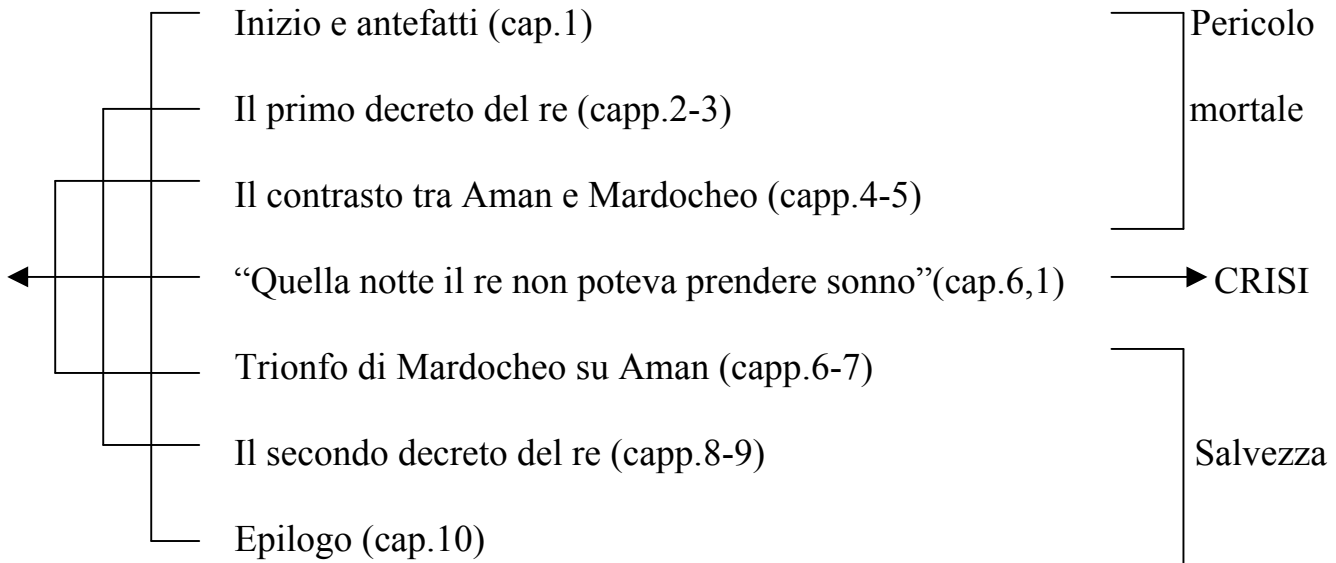 Inizio e antefatti (cap.1) Pericolo
Il primo decreto del re (capp.2-3) mortale
Il contrasto tra Aman e Mardocheo (capp.4-5)
“Quella notte il re non poteva prendere sonno”(cap.6,1) CRISI
Trionfo di Mardocheo su Aman (capp.6-7)
Il secondo decreto del re (capp.8-9) Salvezza
Epilogo (cap.10)